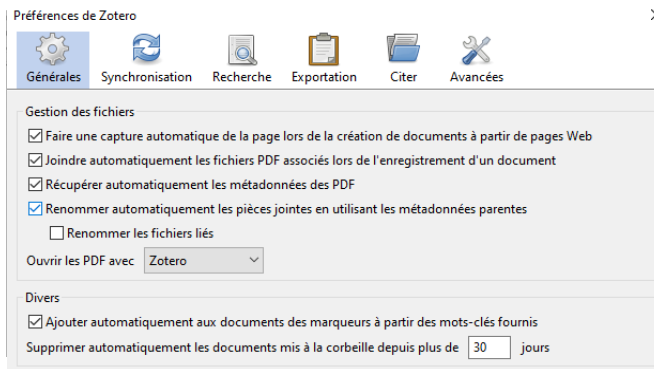 Préférences de Zotero
Générales Synchronisation Recherche Exportation Citer Avancées
Gestion des fichiers
Faire une capture automatique de la page lors de la création de documents à partir de pages Web
Joindre automatiquement les fichiers PDF associés lors de l'enregistrement d'un document
Récupérer automatiquement les métadonnées des PDF
Renommer automatiquement les pièces jointes en utilisant les métadonnées parentes
Renommer les fichiers liés
Ouvrir les PDF avec Zotero
Divers
Ajouter automatiquement aux documents des marqueurs à partir des mots-clés fournis
Supprimer automatiquement les documents mis à la corbeille depuis plus de 30 jours